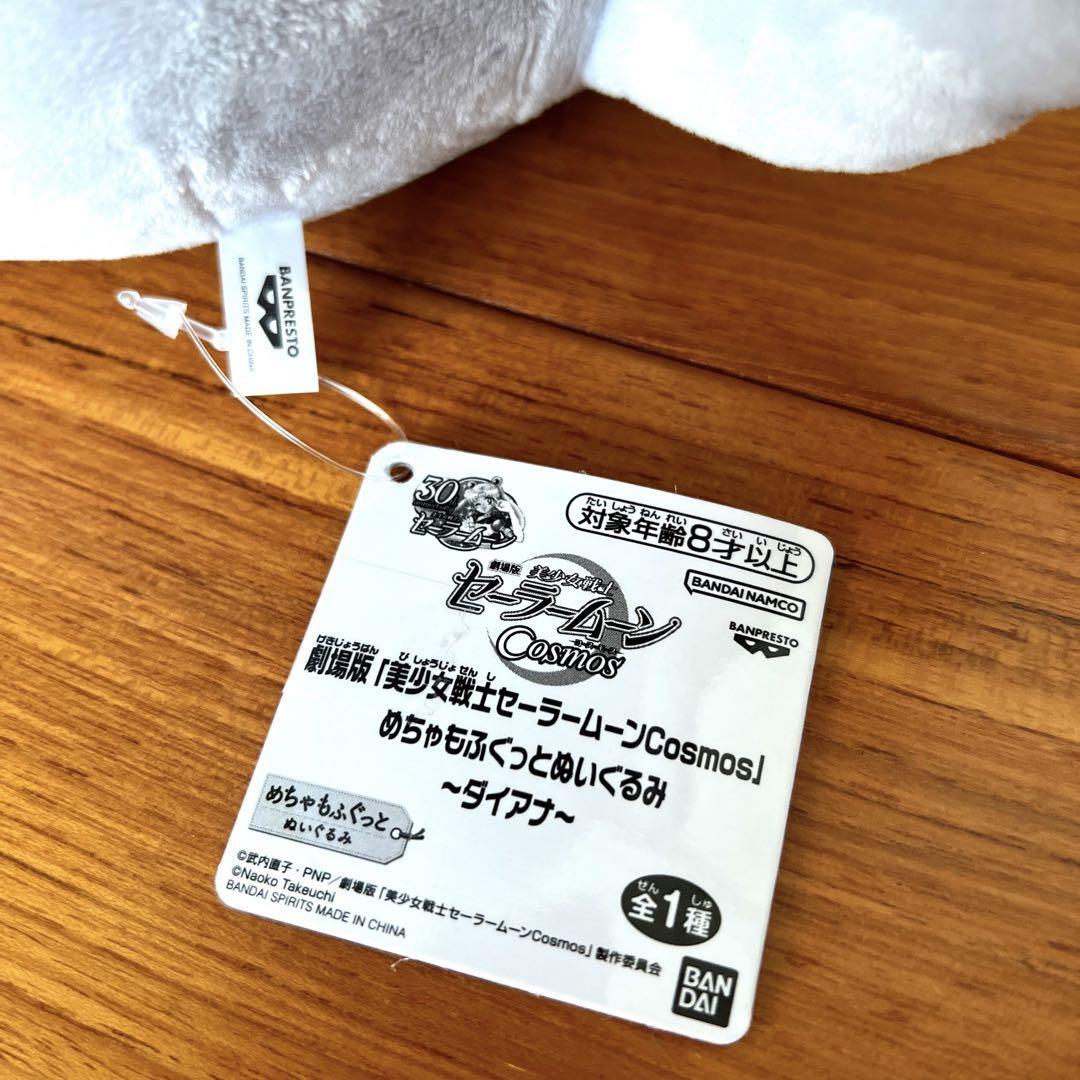 BANPRESTO
BANDAI SPIRITS MADE IN CHINA
30
セーラームーン
たいしょうねんれい さいいじょう
対象年齢8才以上
劇場版 美少女戦士
セーラームーン
Cosmos
BANDAI NAMCO
BANPRESTO
げきじょうばん びしょうじょせんし
劇場版「美少女戦士セーラームーンCosmos」
めちゃもふぐっとぬいぐるみ
~ダイアナ~
めちゃもふぐっと
ぬいぐるみ
©武内直子・PNP/劇場版「美少女戦士セーラームーンCosmos」製作委員会
©Naoko Takeuchi
BANDAI SPIRITS MADE IN CHINA
ぜん しゅ
全1種
BAN
DAI